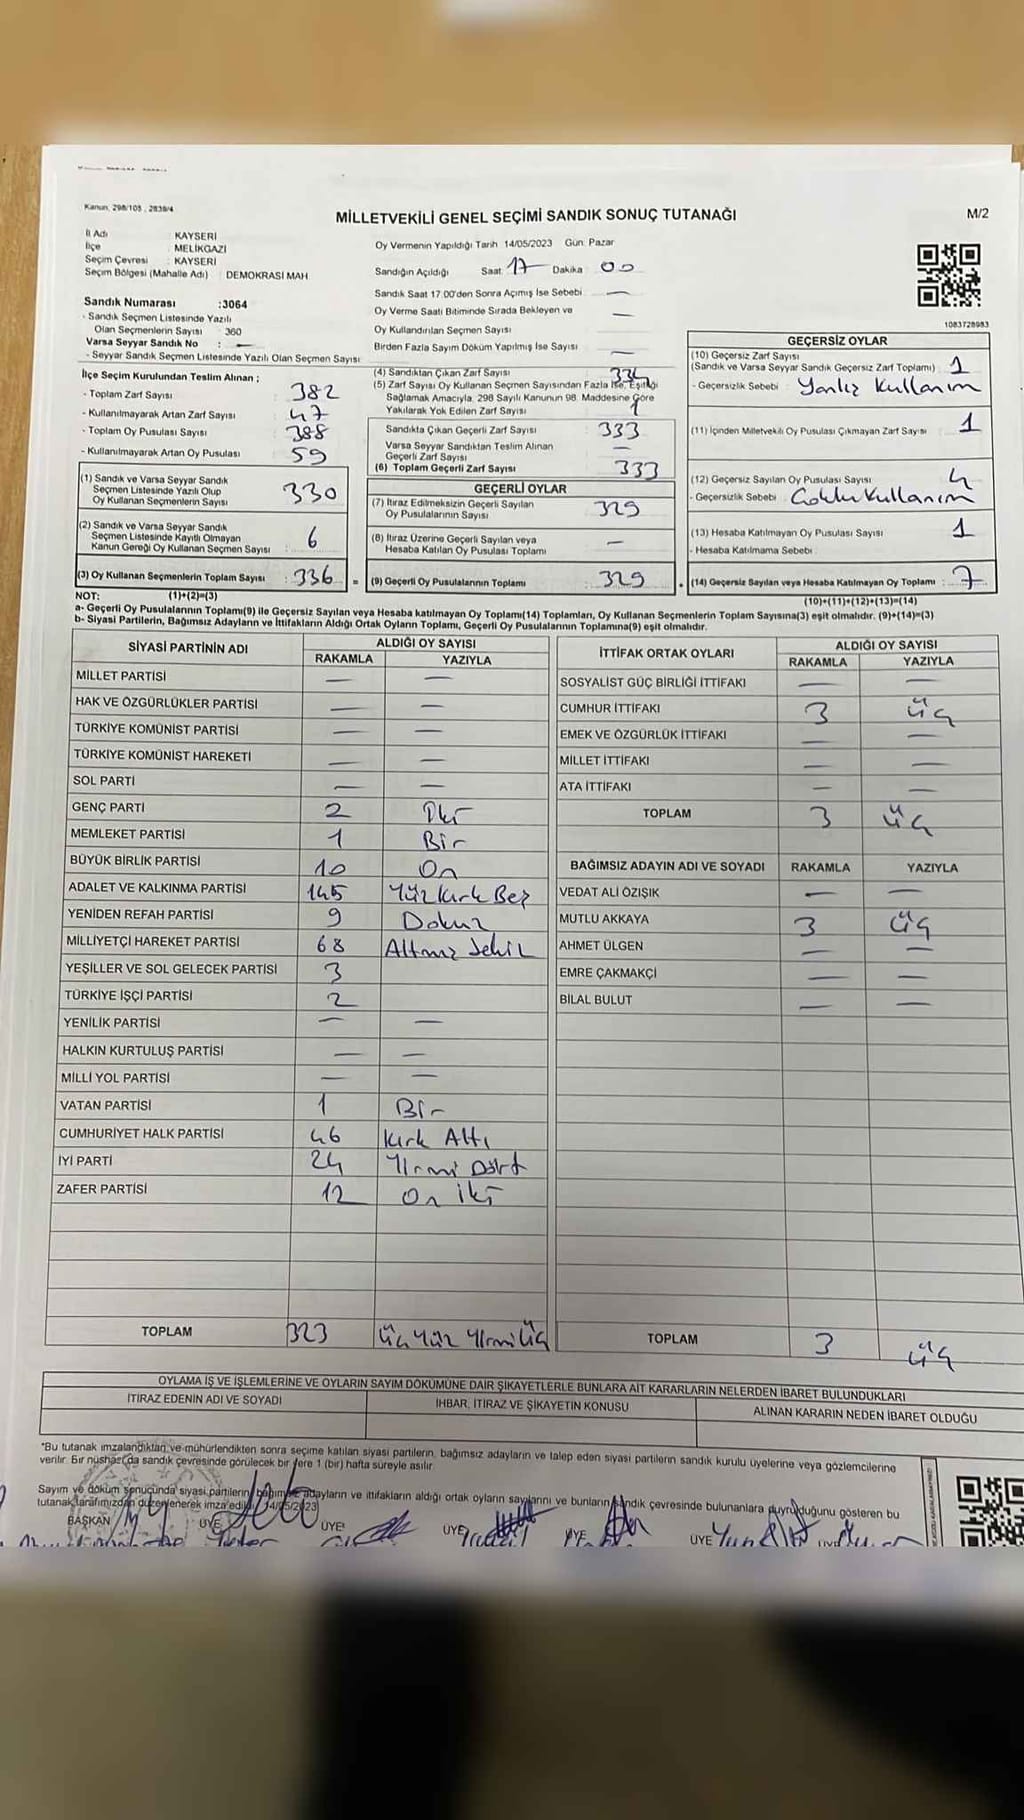 Kanun, 298/105 , 2839/4
MİLLETVEKİLİ GENEL SEÇİMİ SANDIK SONUÇ TUTANAĞI
M/2
İl Adı : KAYSERİ
İlçe : MELİKGAZİ
Seçim Çevresi : KAYSERİ
Seçim Bölgesi (Mahalle Adı) : DEMOKRASI MAH
Sandık Numarası :3064
- Sandık Seçmen Listesinde Yazılı
Olan Seçmenlerin Sayısı : 360
Varsa Seyyar Sandık No : —
- Seyyar Sandık Seçmen Listesinde Yazılı Olan Seçmen Sayısı:
İlçe Seçim Kurulundan Teslim Alınan ;
- Toplam Zarf Sayısı 382
- Kullanılmayarak Artan Zarf Sayısı 47
- Toplam Oy Pusulası Sayısı 388
- Kullanılmayarak Artan Oy Pusulası 59
(1) Sandık ve Varsa Seyyar Sandık
Seçmen Listesinde Yazılı Olup
Oy Kullanan Seçmenlerin Sayısı 330
(2) Sandık ve Varsa Seyyar Sandık
Seçmen Listesinde Kayıtlı Olmayan
Kanun Gereği Oy Kullanan Seçmen Sayısı 6
(3) Oy Kullanan Seçmenlerin Toplam Sayısı : 336 =
Oy Vermenin Yapıldığı Tarih 14/05/2023 Gün: Pazar
Sandığın Açıldığı Saat: 17 Dakika : 00
Sandık Saat 17:00'den Sonra Açımış İse Sebebi : —
Oy Verme Saati Bitiminde Sırada Bekleyen ve —
Oy Kullandırılan Seçmen Sayısı
Birden Fazla Sayım Döküm Yapılmış İse Sayısı —
(4) Sandıktan Çıkan Zarf Sayısı 334
(5) Zarf Sayısı Oy Kullanan Seçmen Sayısından Fazla İse, Eşitliği
Sağlamak Amacıyla, 298 Sayılı Kanunun 98. Maddesine Göre
Yakılarak Yok Edilen Zarf Sayısı 1
Sandıkta Çıkan Geçerli Zarf Sayısı 333
Varsa Seyyar Sandıktan Teslim Alınan
Geçerli Zarf Sayısı —
(6) Toplam Geçerli Zarf Sayısı 333
GEÇERLİ OYLAR
(7) İtiraz Edilmeksizin Geçerli Sayılan
Oy Pusulalarının Sayısı 329
(8) İtiraz Üzerine Geçerli Sayılan veya
Hesaba Katılan Oy Pusulası Toplamı —
(9) Geçerli Oy Pusulalarının Toplamı 329 +
1083728983
GEÇERSİZ OYLAR
(10) Geçersiz Zarf Sayısı
(Sandık ve Varsa Seyyar Sandık Geçersiz Zarf Toplamı) : 1
- Geçersizlik Sebebi : Yanlız Kullanım
(11) İçinden Milletvekili Oy Pusulası Çıkmayan Zarf Sayısı 1
(12) Geçersiz Sayılan Oy Pusulası Sayısı 4
- Geçersizlik Sebebi : Çoklu Kullanım
(13) Hesaba Katılmayan Oy Pusulası Sayısı 1
- Hesaba Katılmama Sebebi :
(14) Geçersiz Sayılan veya Hesaba Katılmayan Oy Toplamı : 7
NOT: (1)+(2)=(3) (10)+(11)+(12)+(13)=(14)
a- Geçerli Oy Pusulalarının Toplamı(9) ile Geçersiz Sayılan veya Hesaba katılmayan Oy Toplam(14) Toplamları, Oy Kullanan Seçmenlerin Toplam Sayısına(3) eşit olmalıdır. (9)+(14)=(3)
b- Siyasi Partilerin, Bağımsız Adayların ve İttifakların Aldığı Oyların Toplamı, Geçerli Oy Pusulalarının Toplamına(9) eşit olmalıdır.
SİYASİ PARTİNİN ADI ALDIĞI OY SAYISI
RAKAMLA YAZIYLA
MİLLET PARTİSİ — —
HAK VE ÖZGÜRLÜKLER PARTİSİ — —
TÜRKİYE KOMÜNİST PARTİSİ — —
TÜRKİYE KOMÜNİST HAREKETİ — —
SOL PARTİ — —
GENÇ PARTİ 2 İki
MEMLEKET PARTİSİ 1 Bir
BÜYÜK BİRLİK PARTİSİ 10 On
ADALET VE KALKINMA PARTİSİ 145 Yüz Kırk Beş
YENİDEN REFAH PARTİSİ 9 Dokuz
MİLLİYETÇİ HAREKET PARTİSİ 68 Altmış Sekiz
YEŞİLLER VE SOL GELECEK PARTİSİ 3
TÜRKİYE İŞÇİ PARTİSİ 2
YENİLİK PARTİSİ — —
HALKIN KURTULUŞ PARTİSİ — —
MİLLİ YOL PARTİSİ — —
VATAN PARTİSİ 1 Bir
CUMHURİYET HALK PARTİSİ 46 Kırk Altı
İYİ PARTİ 24 Yirmi Dört
ZAFER PARTİSİ 12 On İki
TOPLAM 323 Üç Yüz Yirmi Üç
İTTİFAK ORTAK OYLARI ALDIĞI OY SAYISI
RAKAMLA YAZIYLA
SOSYALİST GÜÇ BİRLİĞİ İTTİFAKI — —
CUMHUR İTTİFAKI 3 Üç
EMEK VE ÖZGÜRLÜK İTTİFAKI — —
MİLLET İTTİFAKI — —
ATA İTTİFAKI — —
TOPLAM 3 Üç
BAĞIMSIZ ADAYIN ADI VE SOYADI RAKAMLA YAZIYLA
VEDAT ALİ ÖZIŞIK — —
MUTLU AKKAYA 3 Üç
AHMET ÜLGEN — —
EMRE ÇAKMAKÇİ — —
BİLAL BULUT — —
TOPLAM 3 Üç
OYLAMA İŞ VE İŞLEMLERİNE VE OYLARIN SAYIM DÖKÜMÜNE DAİR ŞİKAYETLERLE BUNLARA AİT KARARLARIN NELERDEN İBARET BULUNDUKLARI
İTİRAZ EDENİN ADI VE SOYADI İHBAR, İTİRAZ VE ŞİKAYETİN KONUSU ALINAN KARARIN NEDEN İBARET OLDUĞU
*Bu tutanak imzalandıktan ve mühürlendikten sonra seçime katılan siyasi partilerin, bağımsız adayların ve talep eden siyasi partilerin sandık kurulu üyelerine veya gözlemcilerine
verilir. Bir nüshası da sandık çevresinde görülecek bir yere 1 (bir) hafta süreyle asılır.
Sayım ve döküm sonucunda siyasi partilerin, bağımsız adayların ve ittifakların aldığı ortak oyların sayılarını ve bunların sandık çevresinde bulunanlara duyrulduğunu gösteren bu
tutanak tarafımızdan düzenlenerek imza edildi. 14/05/2023
BAŞKAN ÜYE ÜYE ÜYE ÜYE ÜYE ÜYE